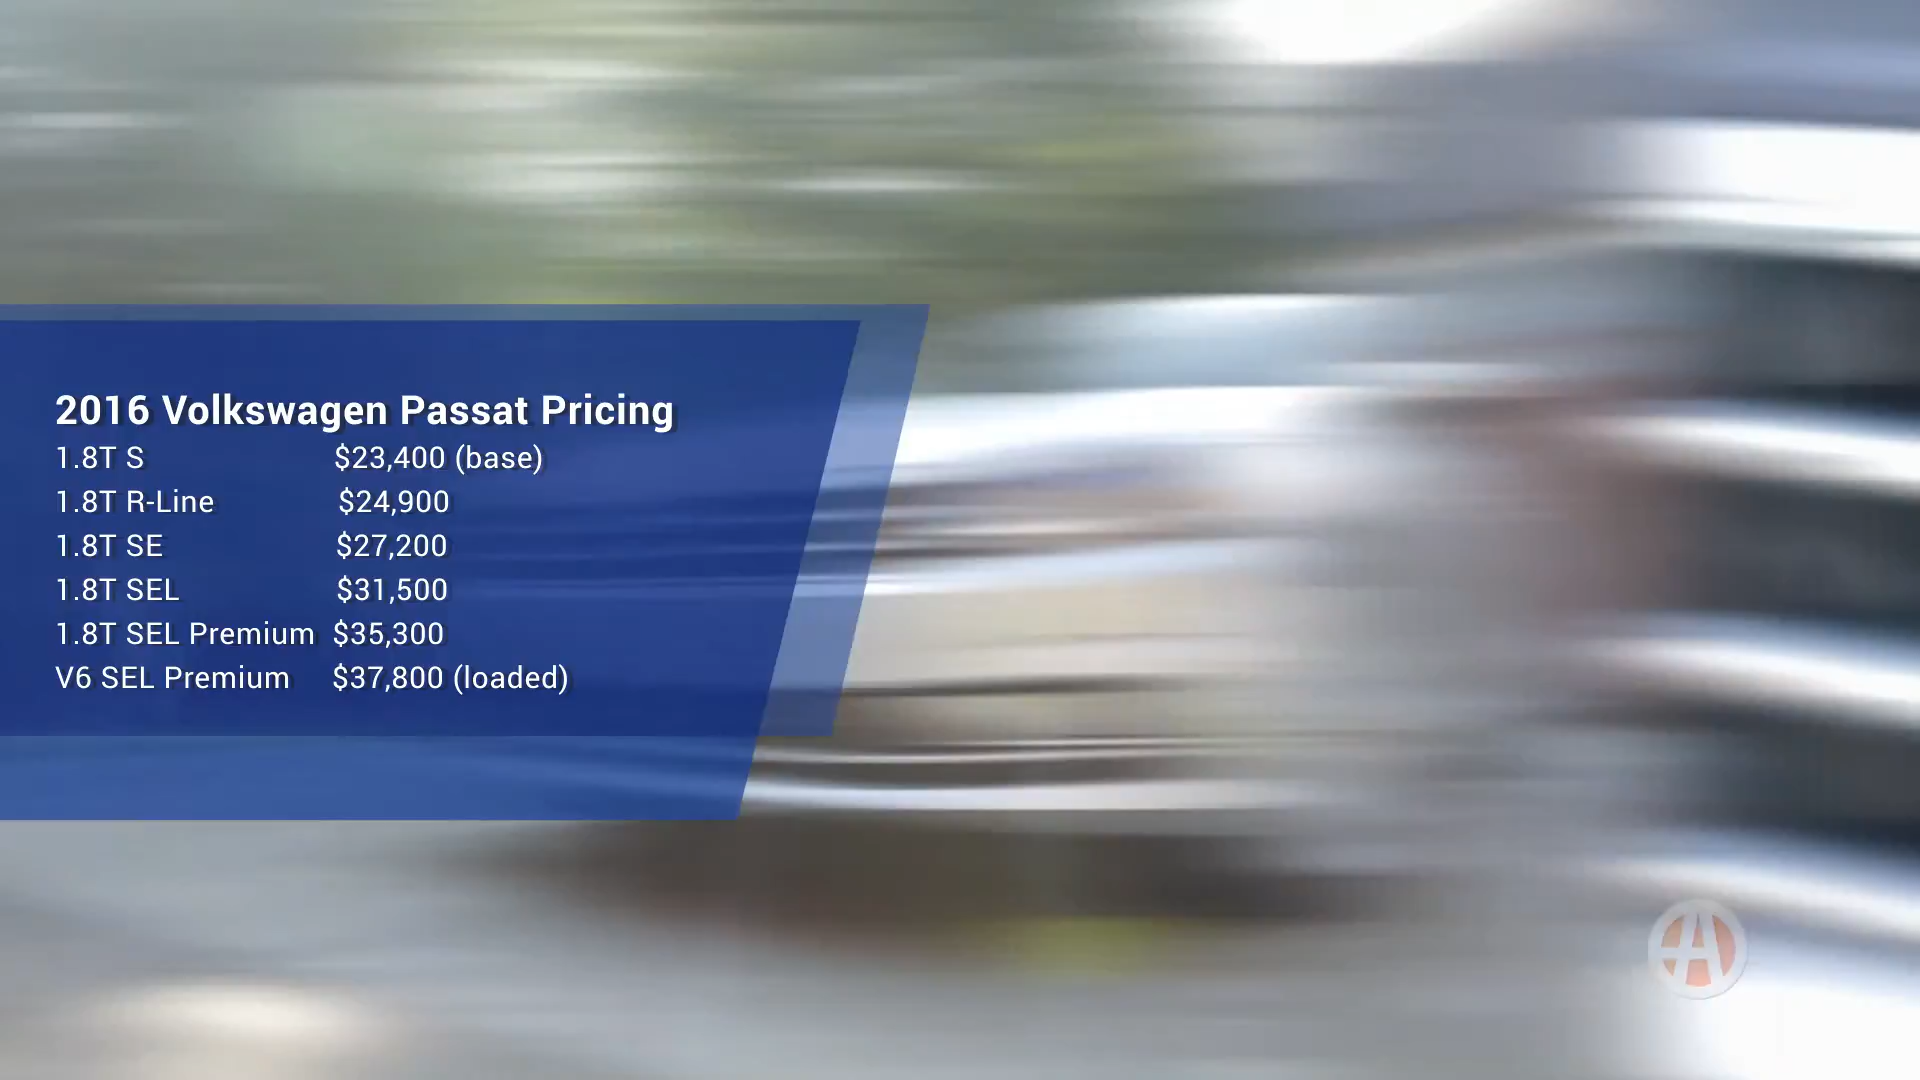 2016 Volkswagen Passat Pricing
1.8T S $23,400 (base)
1.8T R-Line $24,900
1.8T SE $27,200
1.8T SEL $31,500
1.8T SEL Premium $35,300
V6 SEL Premium $37,800 (loaded)
A